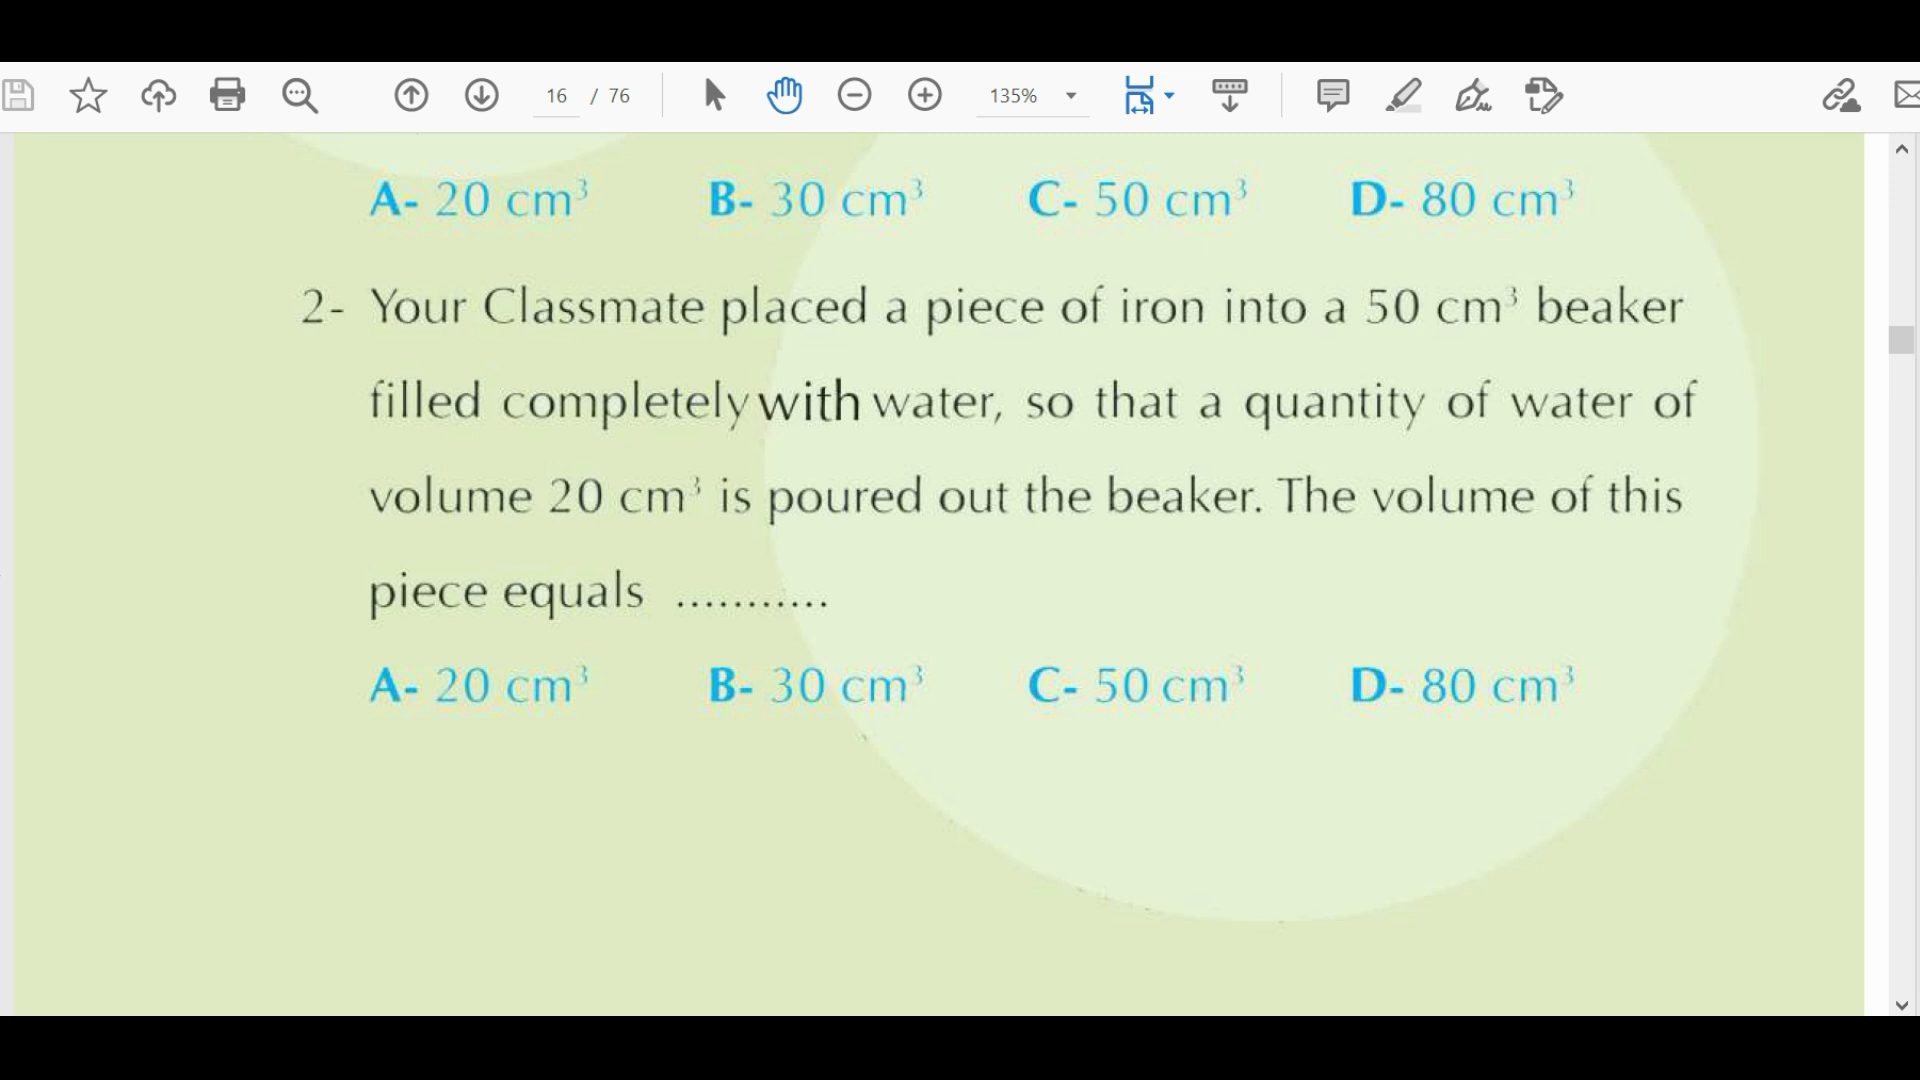 16 / 76 135%
A- 20 cm³ B- 30 cm³ C- 50 cm³ D- 80 cm³
2- Your Classmate placed a piece of iron into a 50 cm³ beaker
filled completely with water, so that a quantity of water of
volume 20 cm³ is poured out the beaker. The volume of this
piece equals ...........
A- 20 cm³ B- 30 cm³ C- 50 cm³ D- 80 cm³